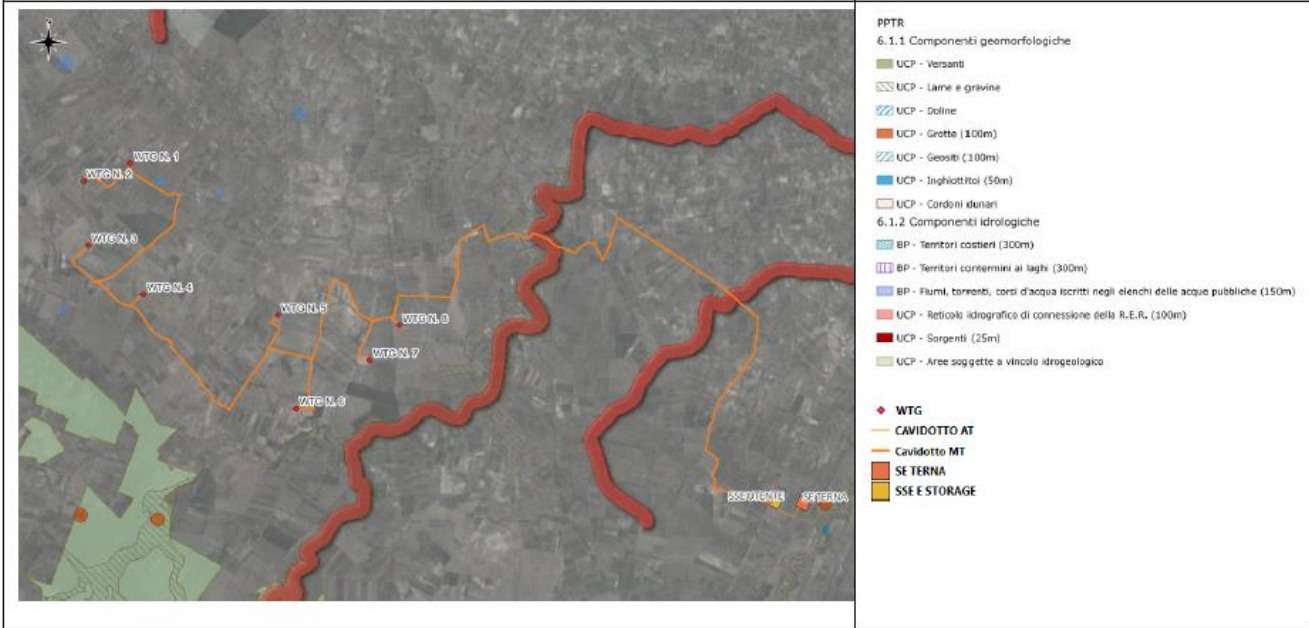 N
WTG N. 1
WTG N. 2
WTG N. 3
WTG N. 4
WTG N. 5
WTG N. 8
WTG N. 7
WTG N. 6
SSE UTENTE
SE TERNA
PPTR
6.1.1 Componenti geomorfologiche
UCP - Versanti
UCP - Lame e gravine
UCP - Doline
UCP - Grotte (100m)
UCP - Geositi (100m)
UCP - Inghiottitoi (50m)
UCP - Cordoni dunari
6.1.2 Componenti idrologiche
BP - Territori costieri (300m)
BP - Territori contermini ai laghi (300m)
BP - Fiumi, torrenti, corsi d'acqua iscritti negli elenchi delle acque pubbliche (150m)
UCP - Reticolo idrografico di connessione della R.E.R. (100m)
UCP - Sorgenti (25m)
UCP - Aree soggette a vincolo idrogeologico
WTG
CAVIDOTTO AT
Cavidotto MT
SE TERNA
SSE E STORAGE